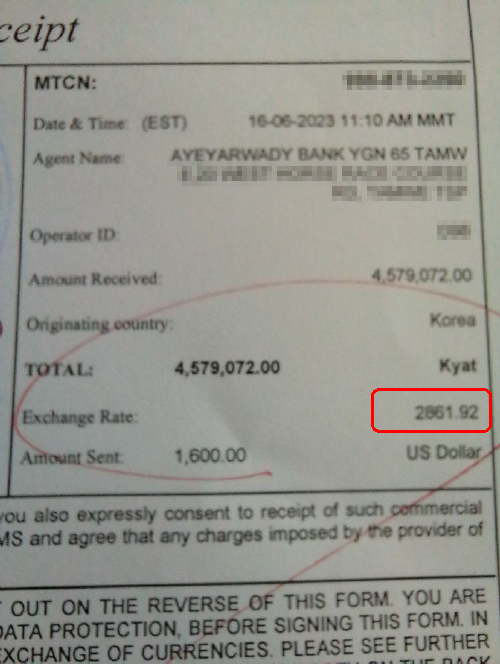 ceipt
MTCN:
Date & Time: (EST) 16-06-2023 11:10 AM MMT
Agent Name: AYEYARWADY BANK YGN 65 TAMW
Operator ID:
Amount Received: 4,579,072.00
Originating country: Korea
TOTAL: 4,579,072.00 Kyat
Exchange Rate: 2861.92
Amount Sent: 1,600.00 US Dollar
you also expressly consent to receipt of such commercial
MS and agree that any charges imposed by the provider of
OUT ON THE REVERSE OF THIS FORM. YOU ARE
DATA PROTECTION, BEFORE SIGNING THIS FORM. IN
EXCHANGE OF CURRENCIES. PLEASE SEE FURTHER